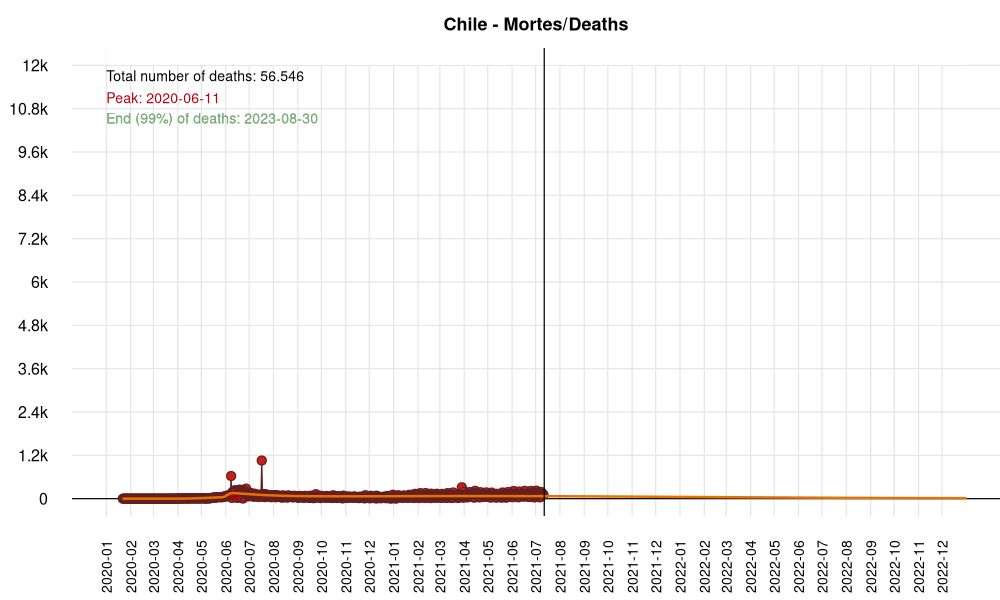 Chile - Mortes/Deaths
Total number of deaths: 56.546
Peak: 2020-06-11
End (99%) of deaths: 2023-08-30
12k
10.8k
9.6k
8.4k
7.2k
6k
4.8k
3.6k
2.4k
1.2k
0
2020-01
2020-02
2020-03
2020-04
2020-05
2020-06
2020-07
2020-08
2020-09
2020-10
2020-11
2020-12
2021-01
2021-02
2021-03
2021-04
2021-05
2021-06
2021-07
2021-08
2021-10
2021-11
2021-12
2022-01
2022-02
2022-03
2022-04
2022-05
2022-06
2022-07
2022-08
2022-09
2022-10
2022-11
2022-12